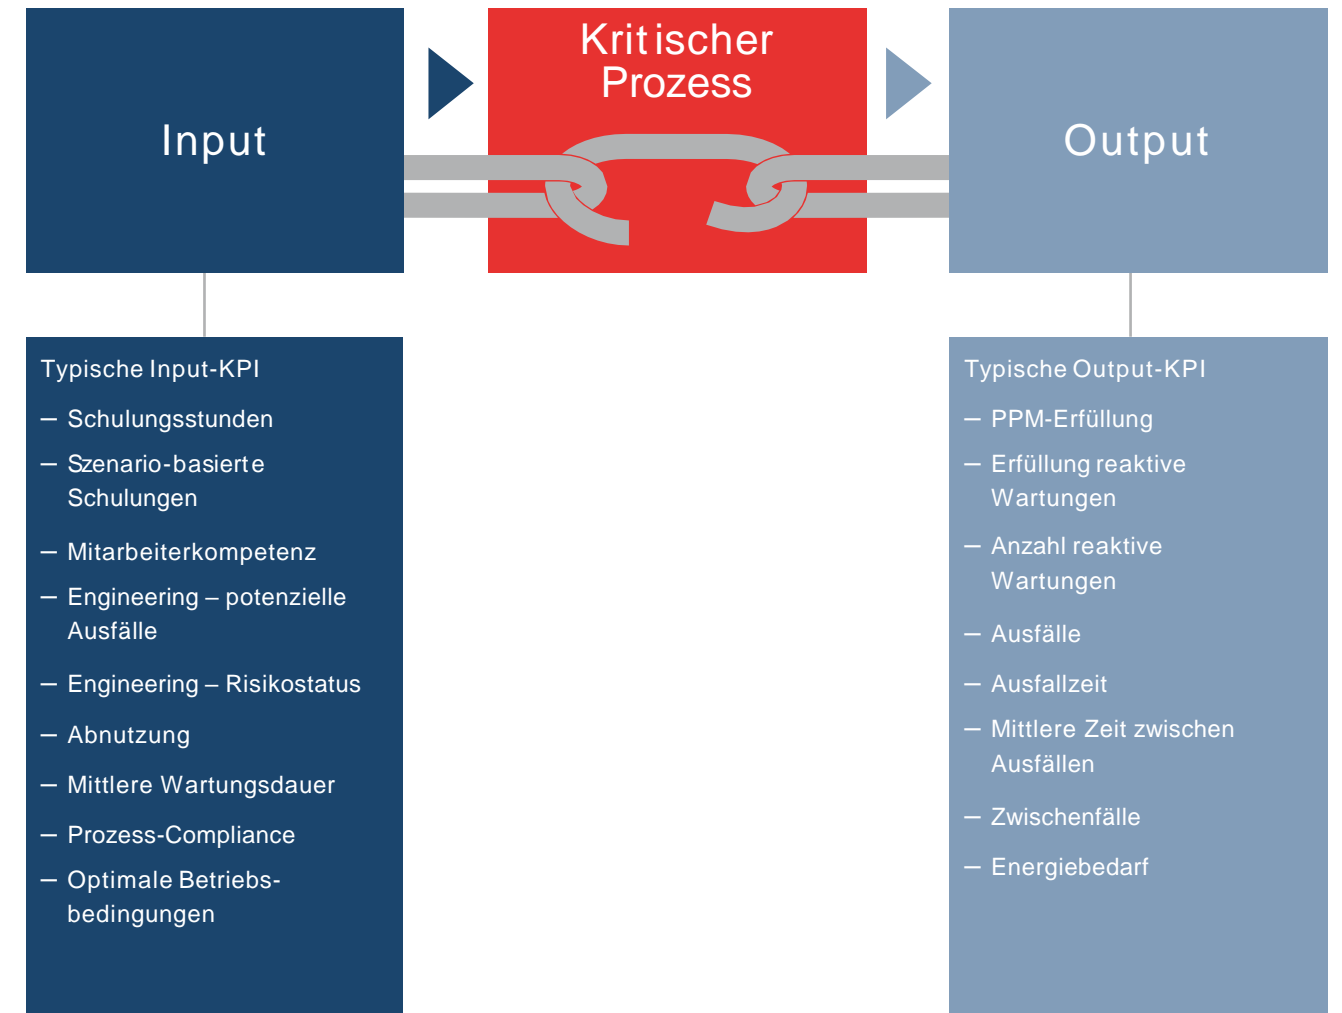 Input
Kritischer
Prozess
Output
Typische Input-KPI
– Schulungsstunden
– Szenario-basierte
Schulungen
– Mitarbeiterkompetenz
– Engineering – potenzielle
Ausfälle
– Engineering – Risikostatus
– Abnutzung
– Mittlere Wartungsdauer
– Prozess-Compliance
– Optimale Betriebs-
bedingungen
Typische Output-KPI
– PPM-Erfüllung
– Erfüllung reaktive
Wartungen
– Anzahl reaktive
Wartungen
– Ausfälle
– Ausfallzeit
– Mittlere Zeit zwischen
Ausfällen
– Zwischenfälle
– Energiebedarf